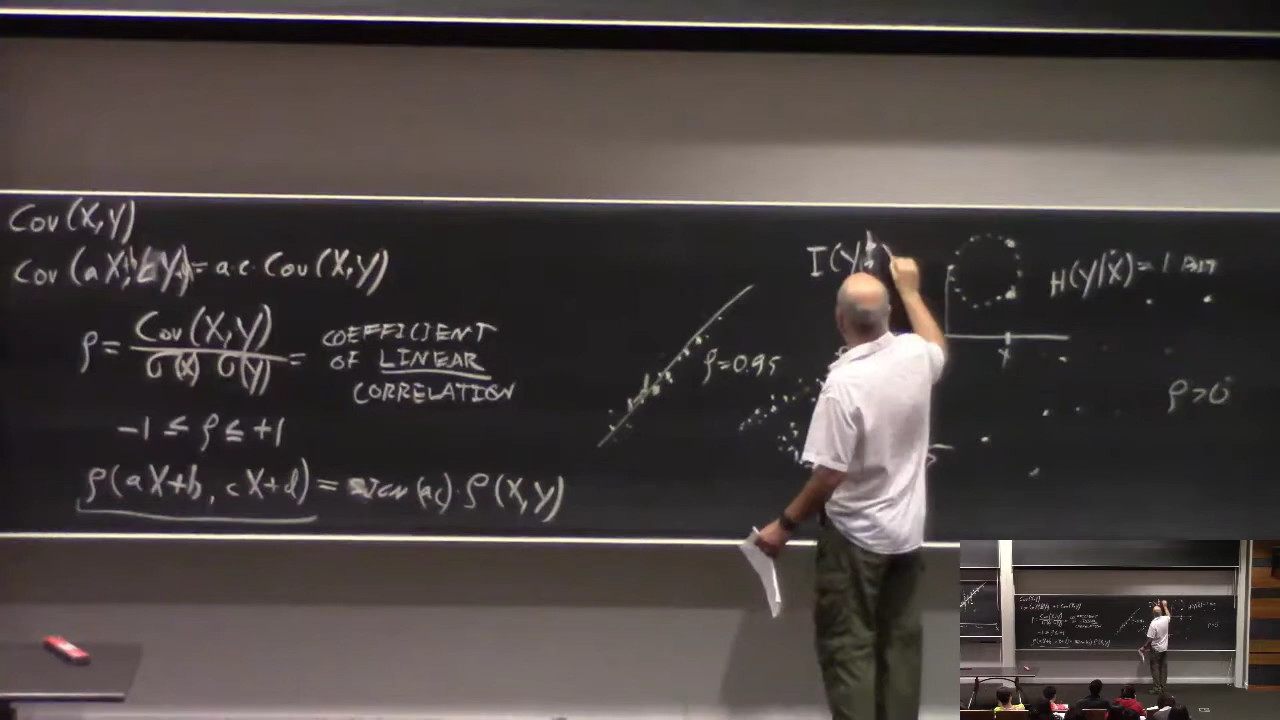 Cov(X,Y)
Cov(aX+b, cY)= a·c· Cov(X,Y)
ρ = Cov(X,Y) / σ(x) σ(y) = COEFFICIENT OF LINEAR CORRELATION
-1 ≤ ρ ≤ +1
ρ(aX+b, cX+d) = SIGN(ac)·ρ(X,Y)
ρ=0.95
I(Y
X
H(Y|X)= 1 BIT
ρ>0